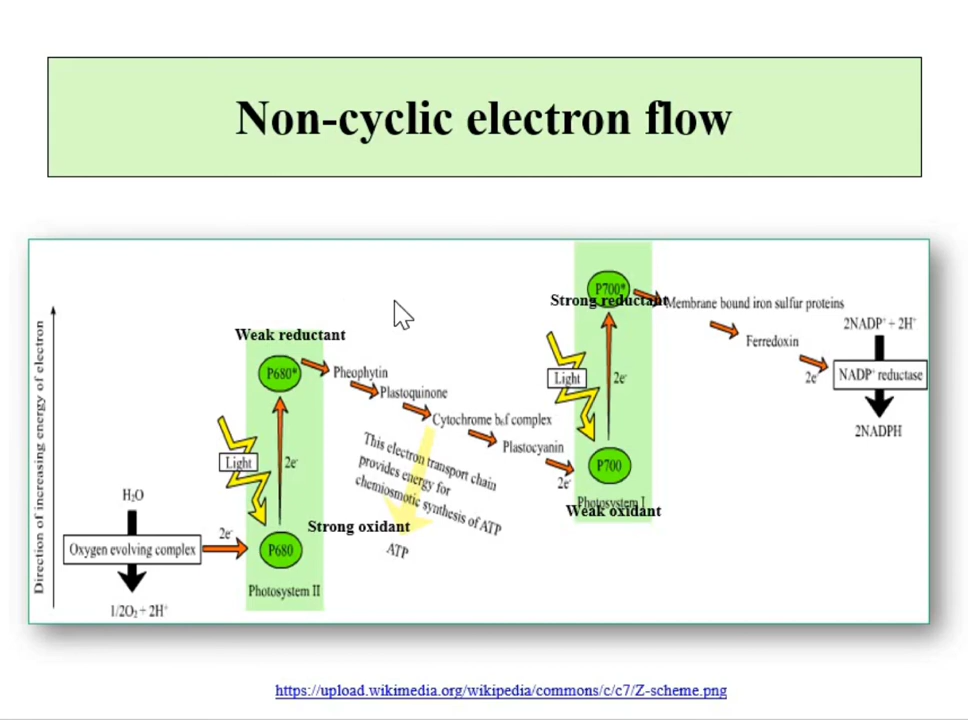 Non-cyclic electron flow
Direction of increasing energy of electron
H₂O
Oxygen evolving complex
1/2O₂ + 2H⁺
2e⁻
Weak reductant
P680*
Light
2e⁻
Strong oxidant
P680
Photosystem II
Pheophytin
Plastoquinone
Cytochrome b₆f complex
Plastocyanin
2e⁻
This electron transport chain
provides energy for
chemiosmotic synthesis of ATP
ATP
P700*
Strong reductant
Light
2e⁻
P700
Photosystem I
Weak oxidant
Membrane bound iron sulfur proteins
Ferredoxin
2e⁻
2NADP⁺ + 2H⁺
NADP⁺ reductase
2NADPH
https://upload.wikimedia.org/wikipedia/commons/c/c7/Z-scheme.png